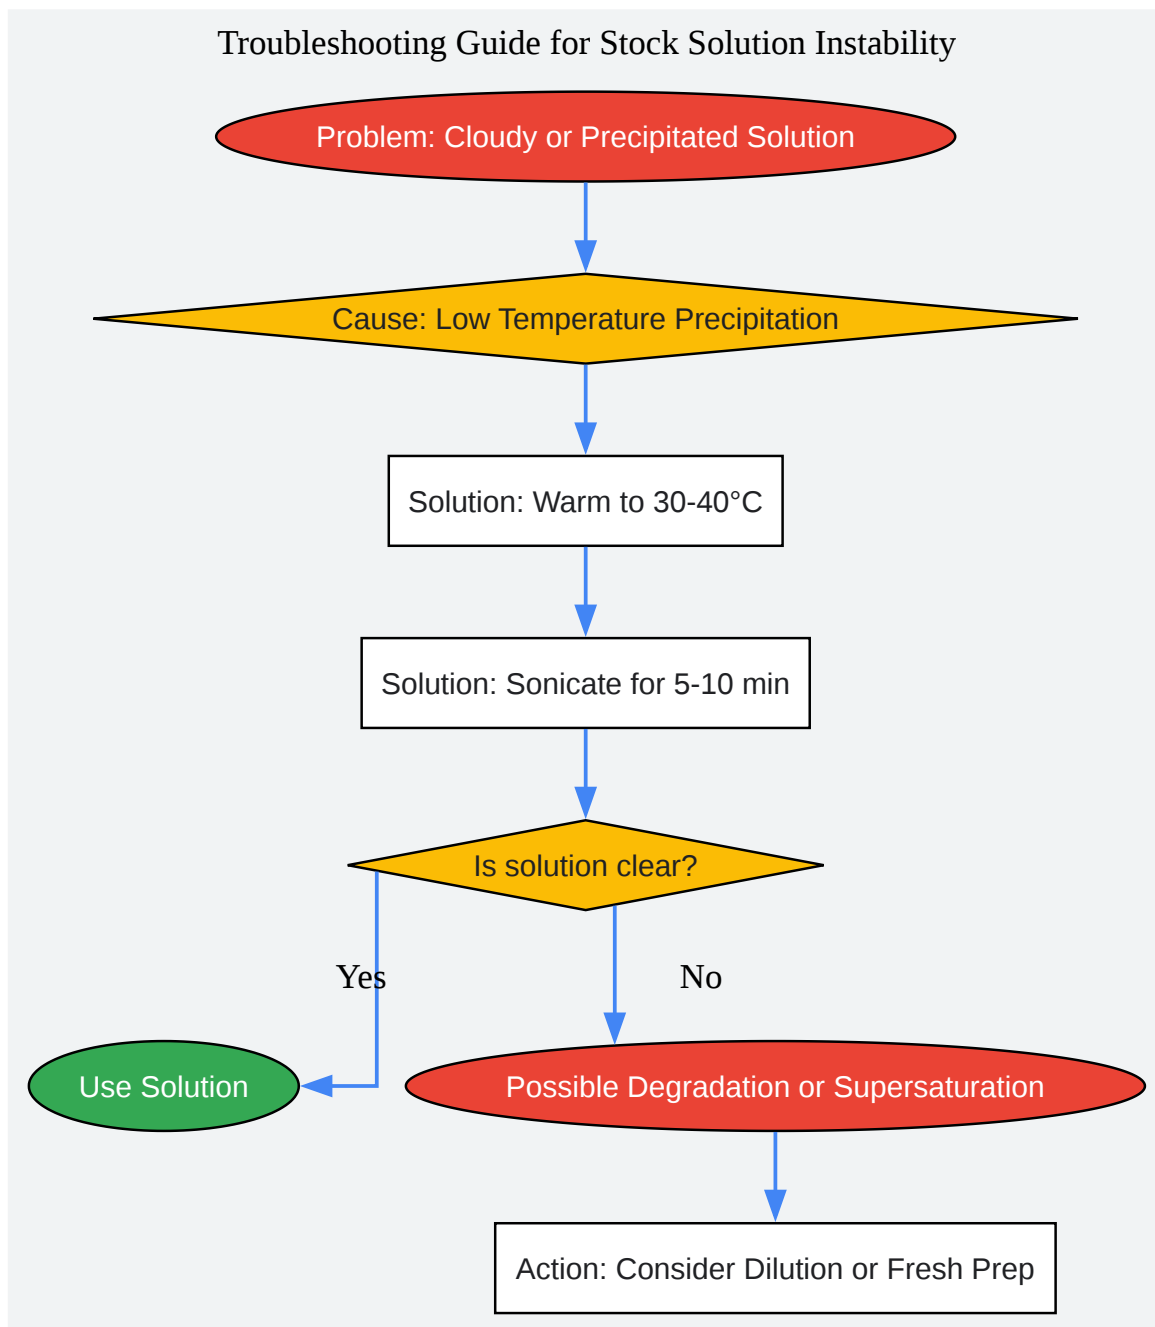 Troubleshooting Guide for Stock Solution Instability
Problem: Cloudy or Precipitated Solution
Cause: Low Temperature Precipitation
Solution: Warm to 30-40°C
Solution: Sonicate for 5-10 min
Is solution clear?
Yes
No
Use Solution
Possible Degradation or Supersaturation
Action: Consider Dilution or Fresh Prep